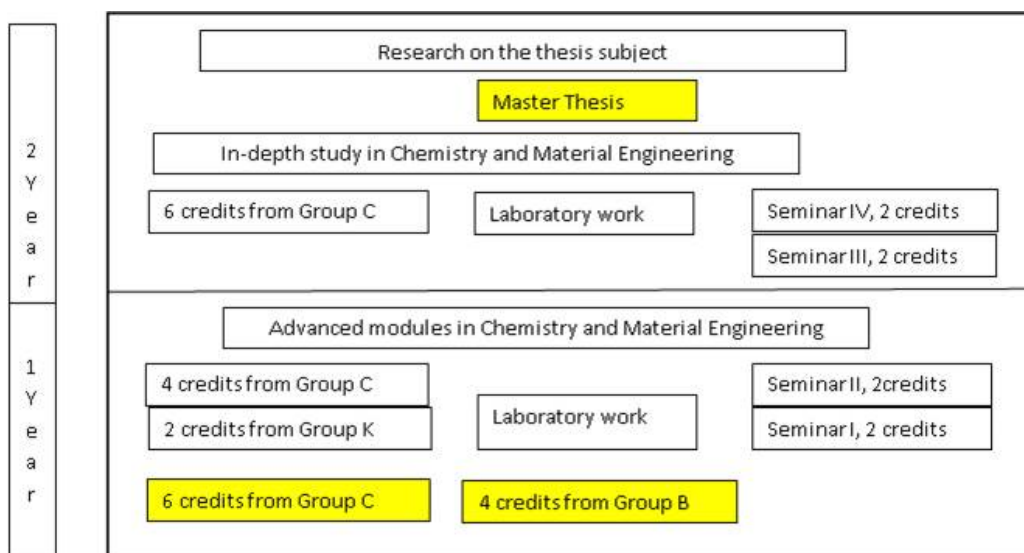 2
Y
e
a
r
Research on the thesis subject
Master Thesis
In-depth study in Chemistry and Material Engineering
6 credits from Group C
Laboratory work
Seminar IV, 2 credits
Seminar III, 2 credits
1
Y
e
a
r
Advanced modules in Chemistry and Material Engineering
4 credits from Group C
2 credits from Group K
Laboratory work
Seminar II, 2credits
Seminar I, 2 credits
6 credits from Group C
4 credits from Group B